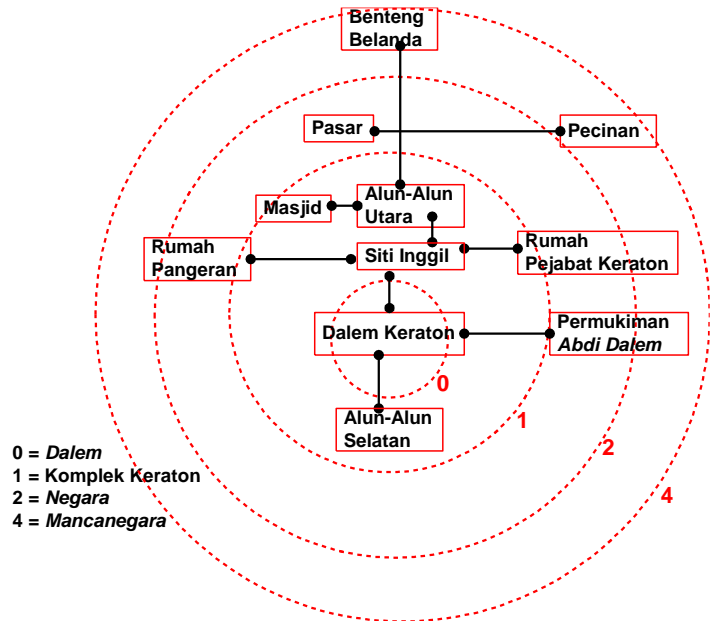 Benteng
Belanda
Pasar
Pecinan
Masjid
Alun-Alun
Utara
Rumah
Pangeran
Siti Inggil
Rumah
Pejabat Keraton
Dalem Keraton
Permukiman
Abdi Dalem
0
Alun-Alun
Selatan
1
2
4
0 = Dalem
1 = Komplek Keraton
2 = Negara
4 = Mancanegara